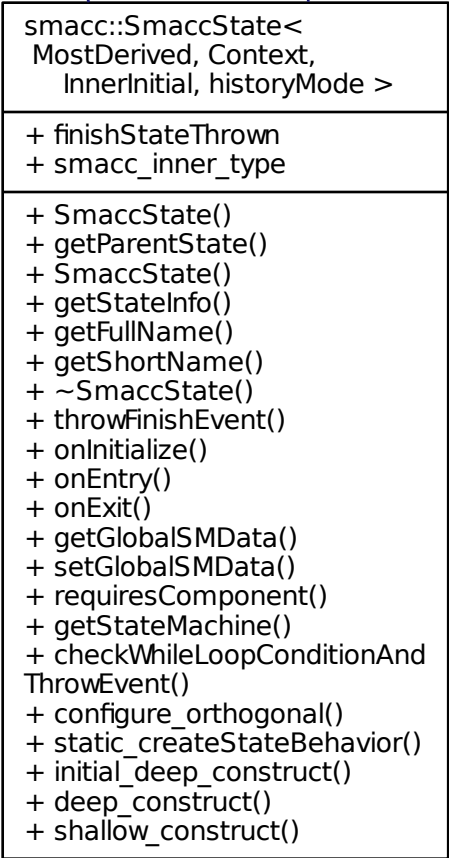 smacc::SmaccState<
MostDerived, Context,
InnerInitial, historyMode >
+ finishStateThrown
+ smacc_inner_type
+ SmaccState()
+ getParentState()
+ SmaccState()
+ getStateInfo()
+ getFullName()
+ getShortName()
+ ~SmaccState()
+ throwFinishEvent()
+ onInitialize()
+ onEntry()
+ onExit()
+ getGlobalSMData()
+ setGlobalSMData()
+ requiresComponent()
+ getStateMachine()
+ checkWhileLoopConditionAnd
ThrowEvent()
+ configure_orthogonal()
+ static_createStateBehavior()
+ initial_deep_construct()
+ deep_construct()
+ shallow_construct()